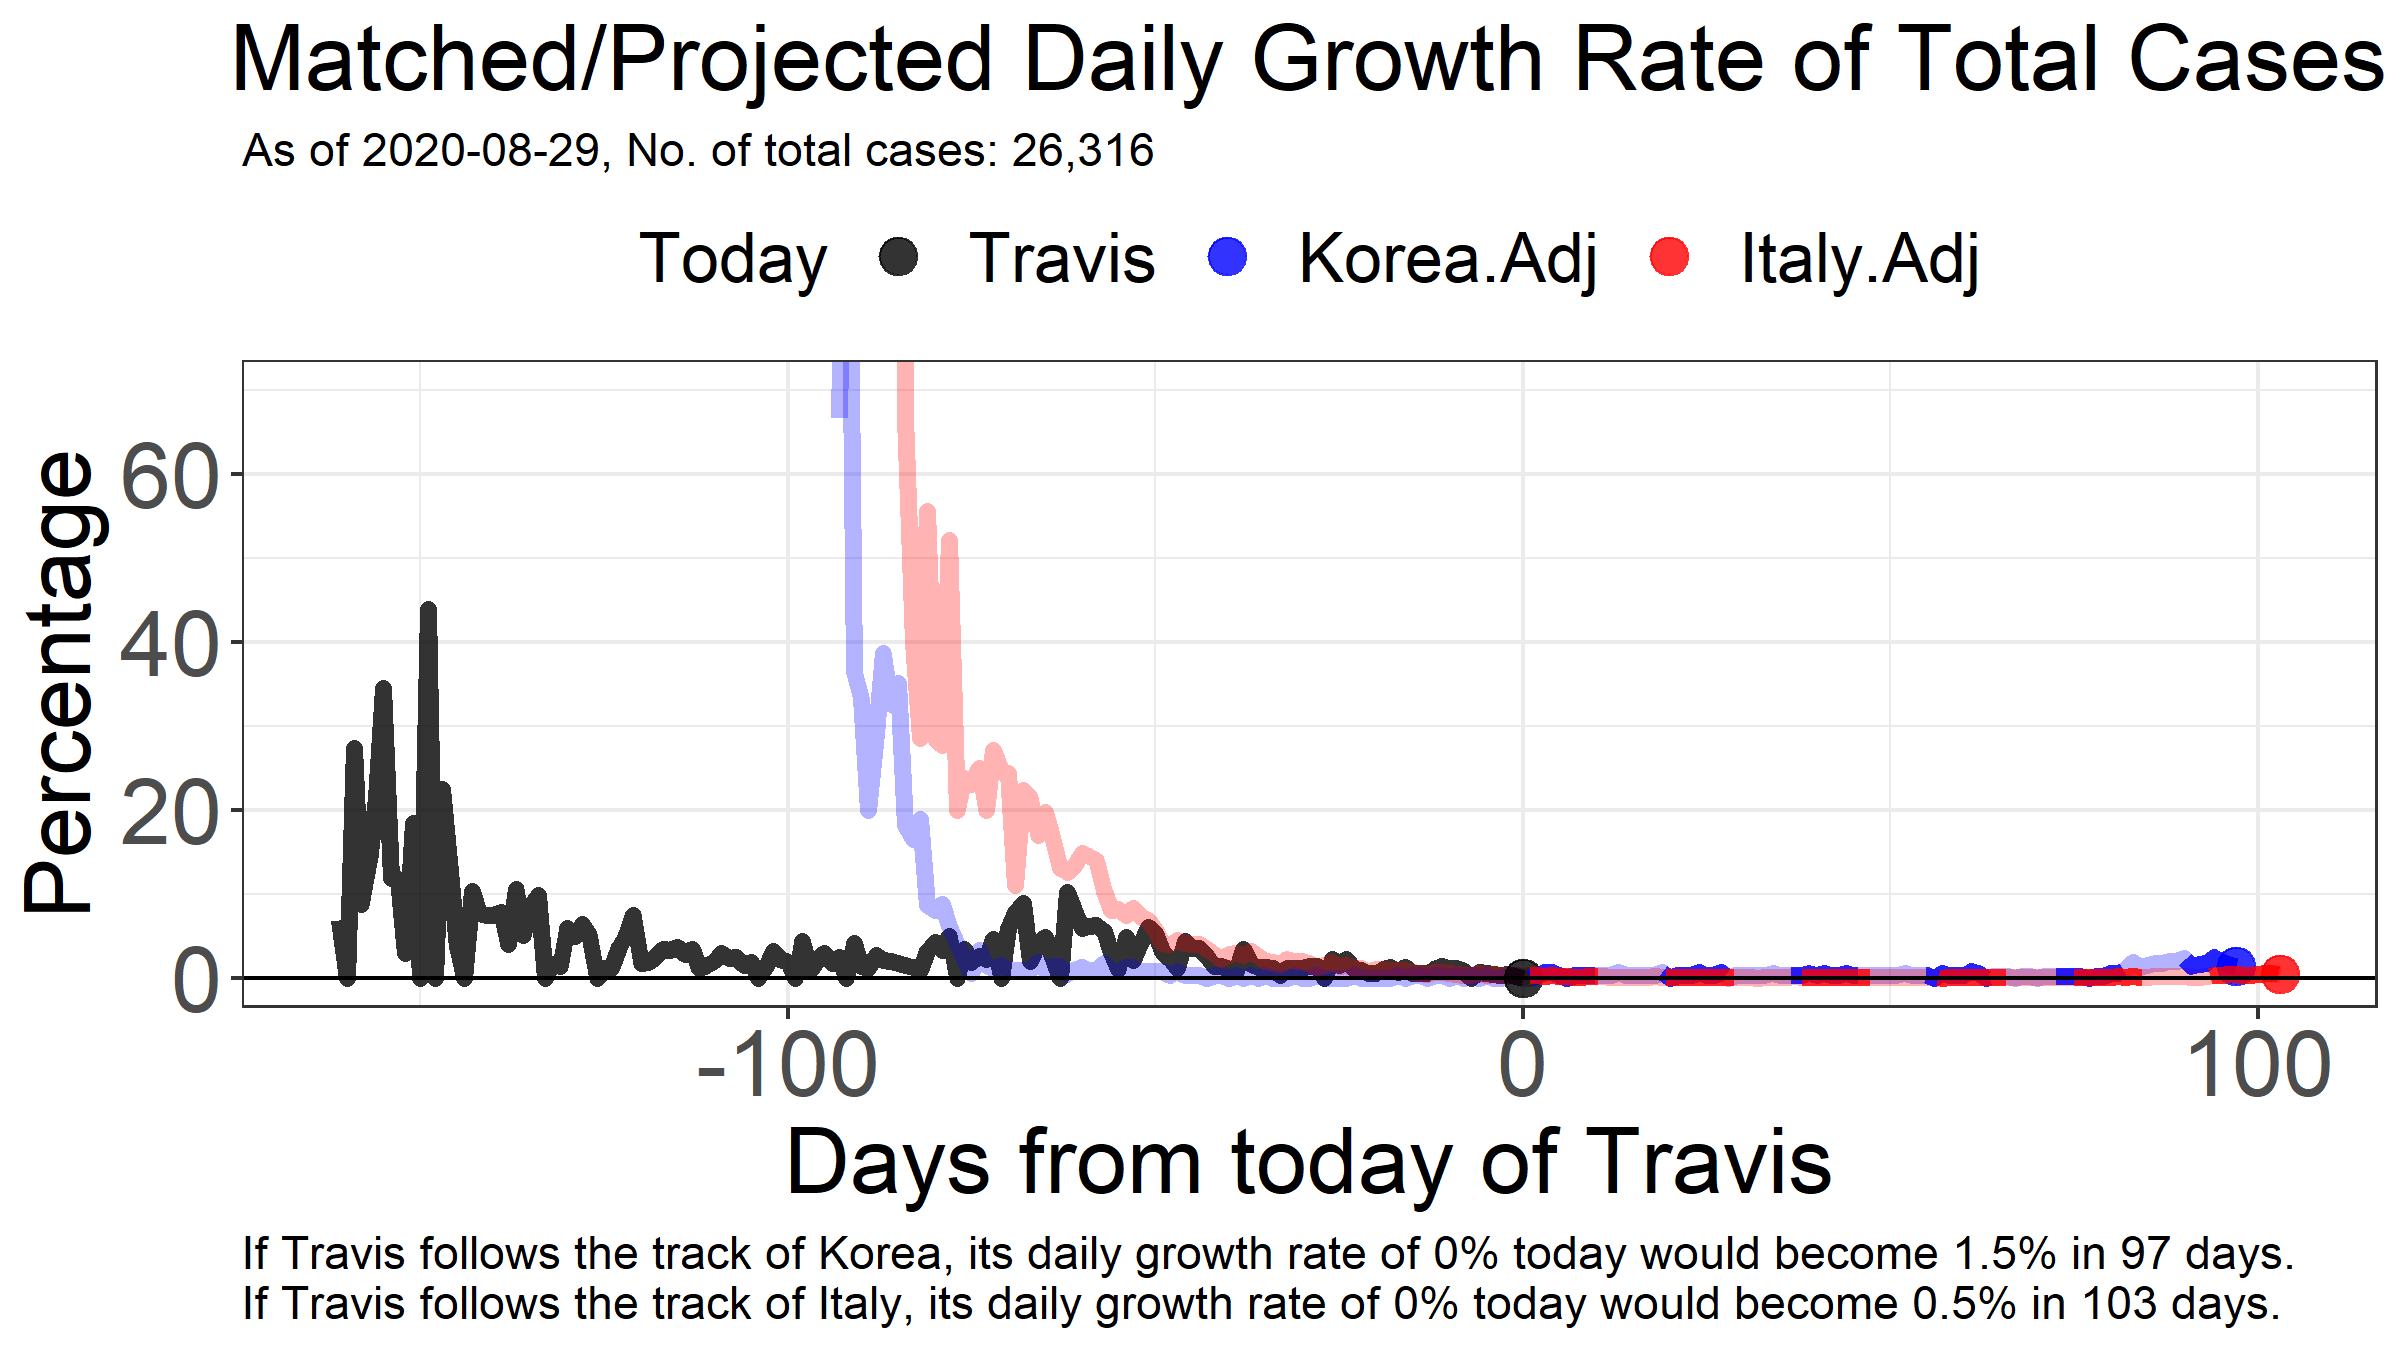 Matched/Projected Daily Growth Rate of Total Cases
As of 2020-08-29, No. of total cases: 26,316
Today Travis Korea.Adj Italy.Adj
Percentage
60
40
20
0
-100 0 100
Days from today of Travis
If Travis follows the track of Korea, its daily growth rate of 0% today would become 1.5% in 97 days.
If Travis follows the track of Italy, its daily growth rate of 0% today would become 0.5% in 103 days.